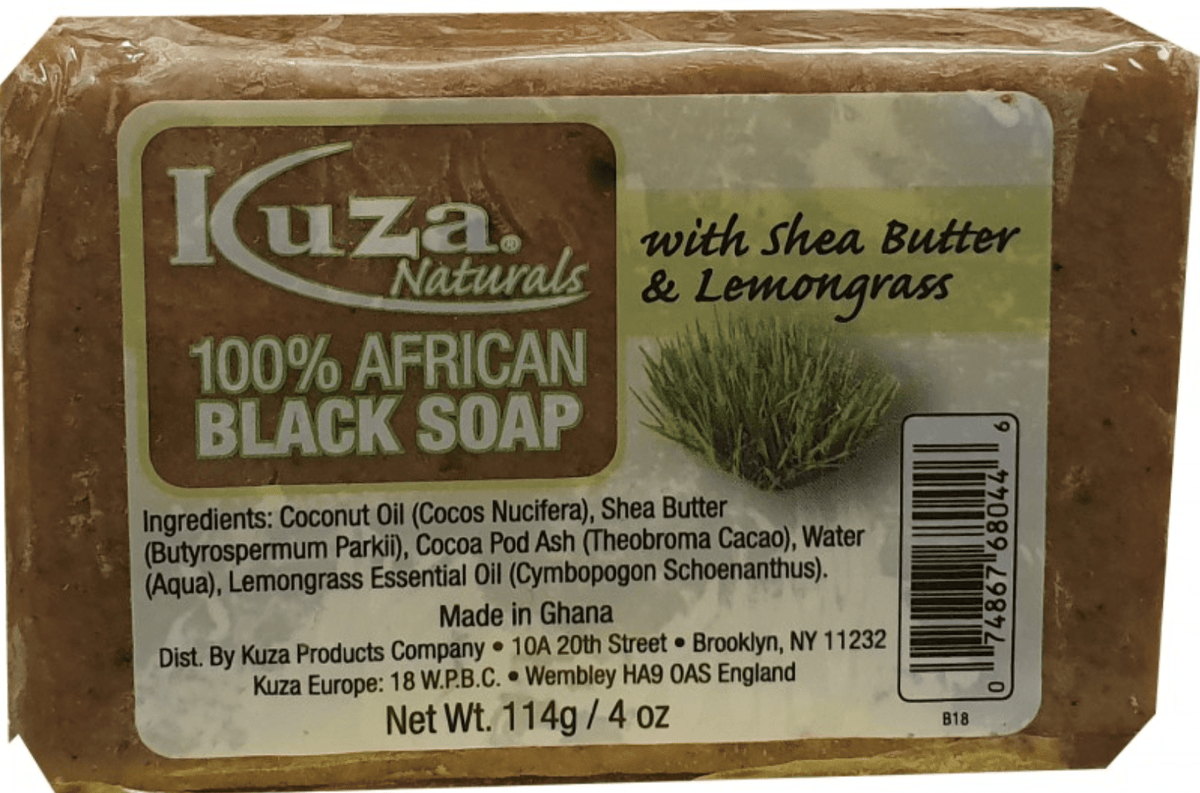 Kuza®
Naturals
100% AFRICAN
BLACK SOAP
with Shea Butter
& Lemongrass
Ingredients: Coconut Oil (Cocos Nucifera), Shea Butter
(Butyrospermum Parkii), Cocoa Pod Ash (Theobroma Cacao), Water
(Aqua), Lemongrass Essential Oil (Cymbopogon Schoenanthus).
Made in Ghana
Dist. By Kuza Products Company • 10A 20th Street • Brooklyn, NY 11232
Kuza Europe: 18 W.P.B.C. • Wembley HA9 OAS England
Net Wt. 114g / 4 oz
0 74867 68044 6
B18